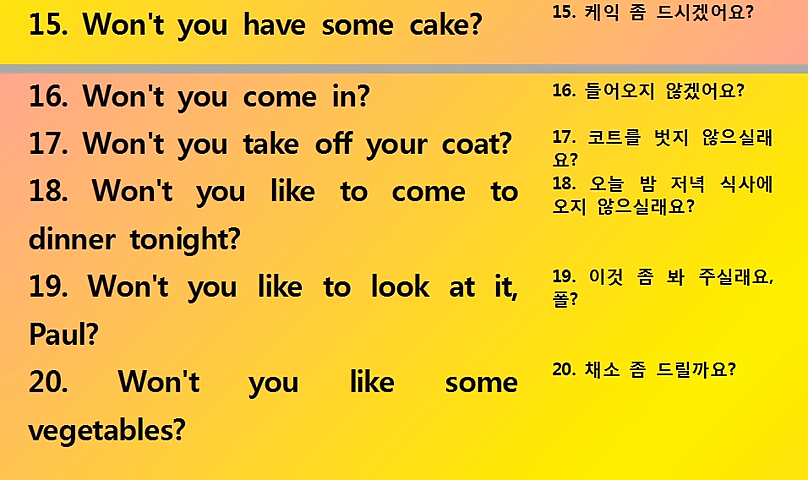 15. Won't you have some cake?
15. 케익 좀 드시겠어요?
16. Won't you come in?
16. 들어오지 않겠어요?
17. Won't you take off your coat?
17. 코트를 벗지 않으실래
요?
18. Won't you like to come to
dinner tonight?
18. 오늘 밤 저녁 식사에
오지 않으실래요?
19. Won't you like to look at it,
Paul?
19. 이것 좀 봐 주실래요,
폴?
20. Won't you like some
vegetables?
20. 채소 좀 드릴까요?